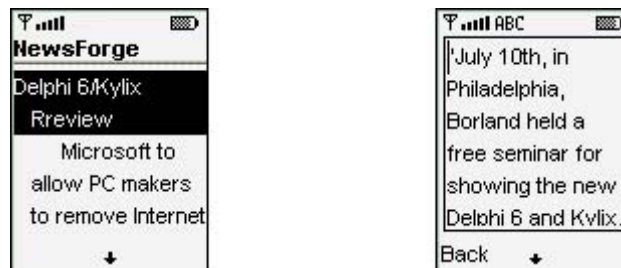 NewsForge
Delphi 6/Kylix
Rreview
Microsoft to
allow PC makers
to remove Internet
ABC
'July 10th, in
Philadelphia,
Borland held a
free seminar for
showing the new
Delphi 6 and Kylix.
Back